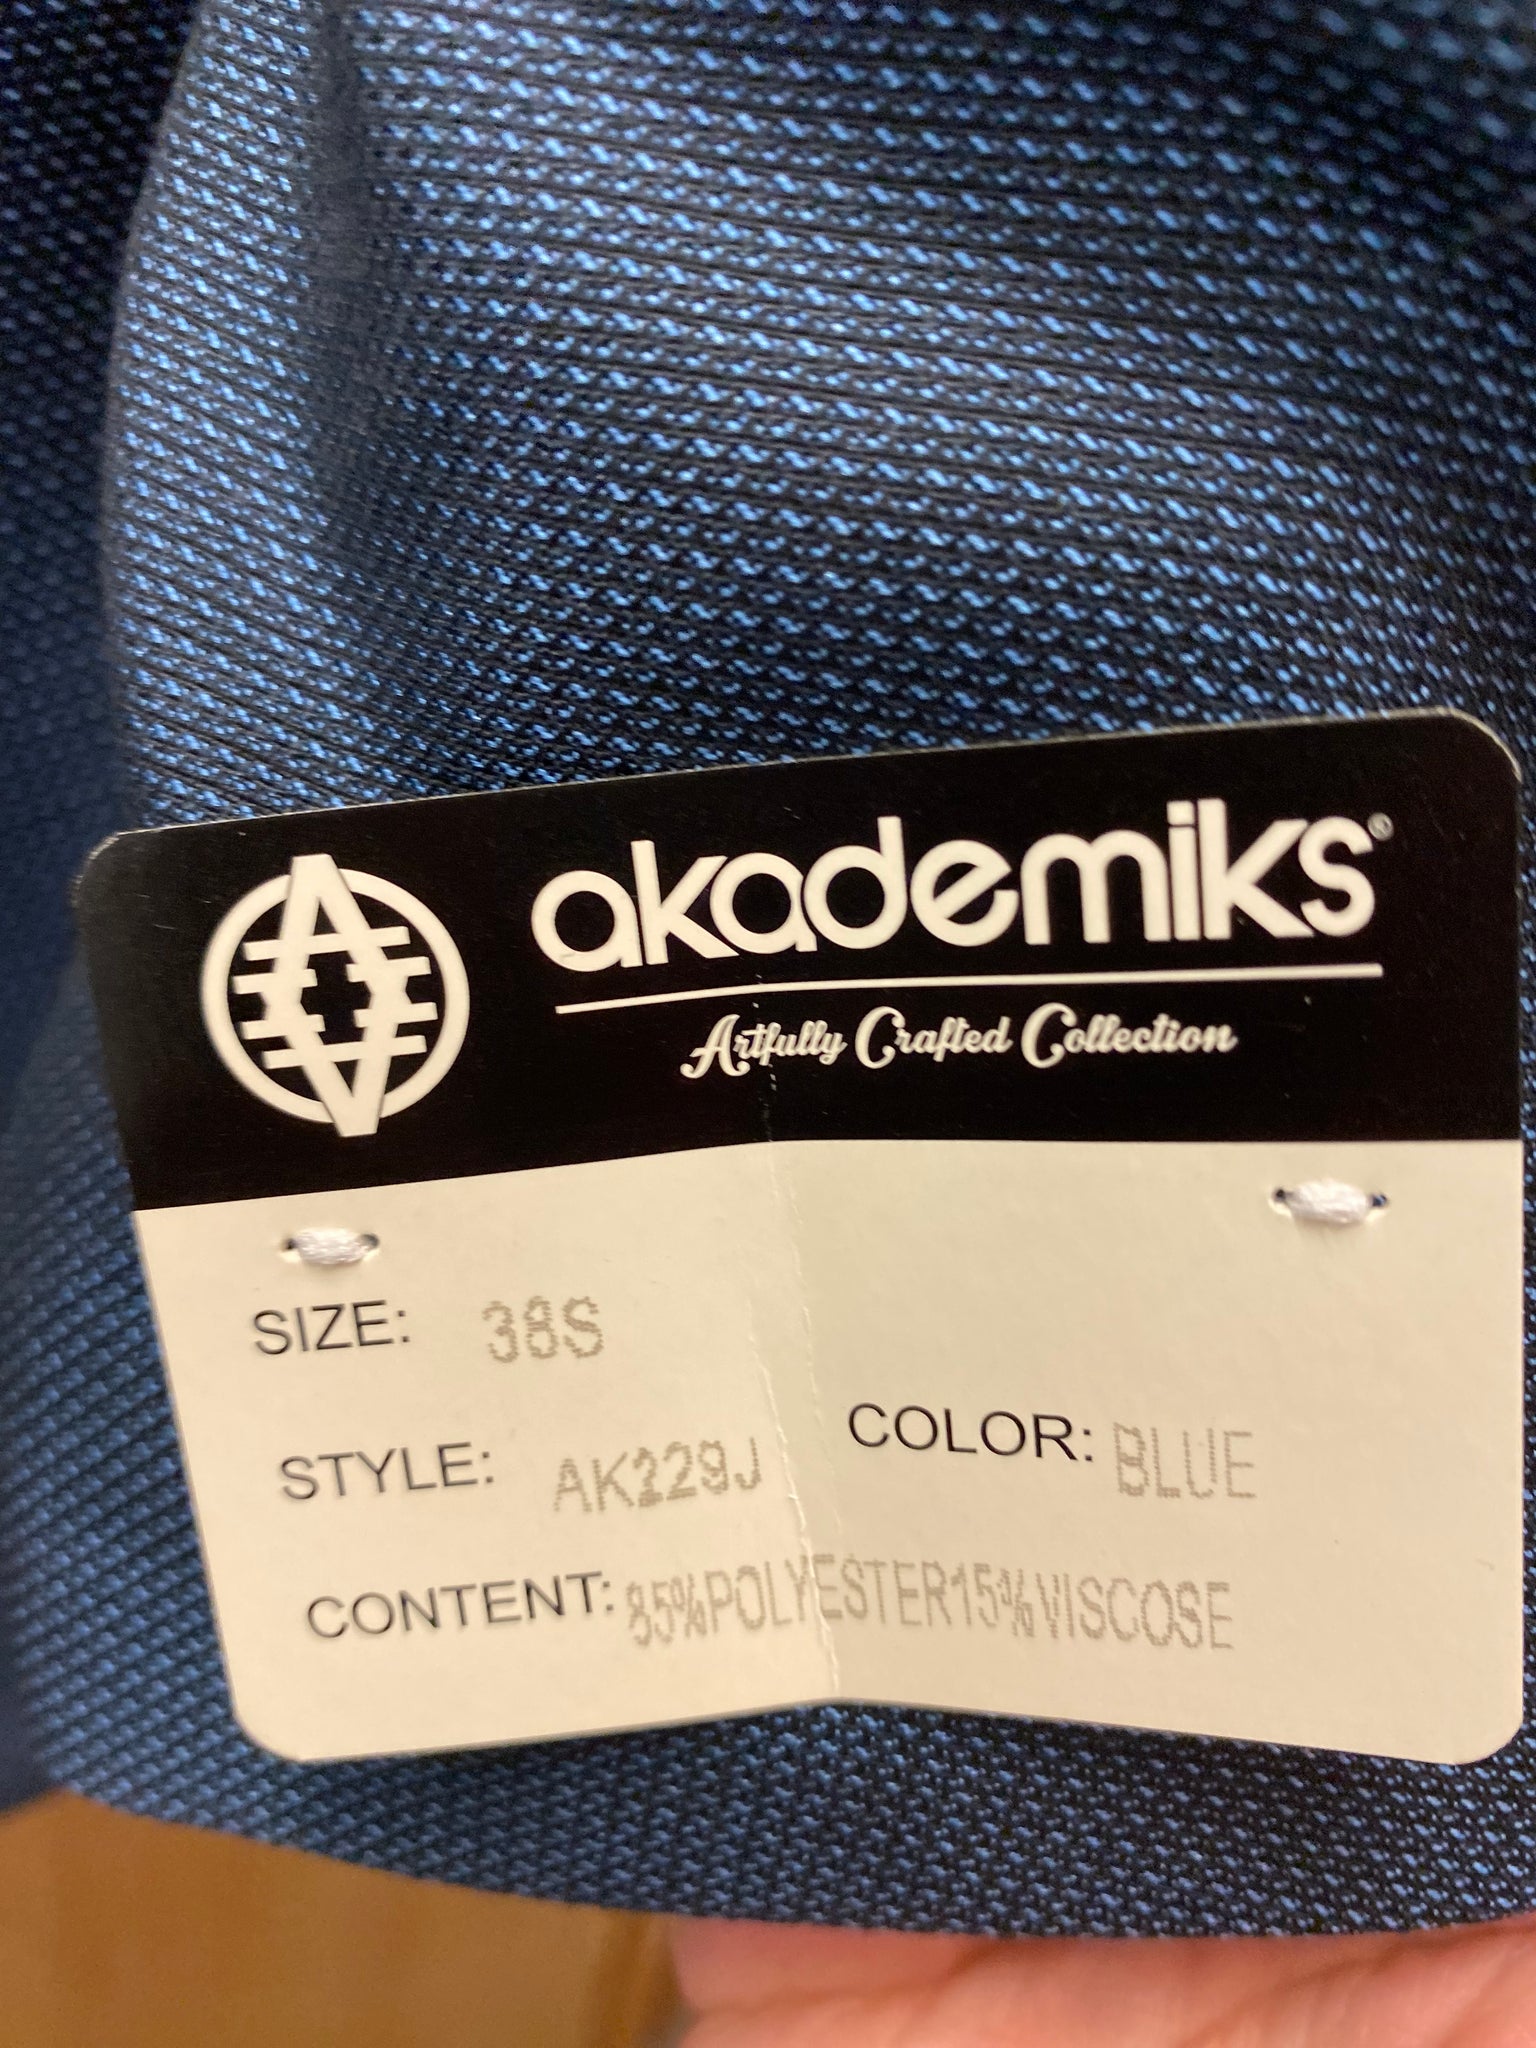 akademiks®
Artfully Crafted Collection
SIZE: 38S
STYLE: AK229J
COLOR: BLUE
CONTENT: 85%POLYESTER15%VISCOSE